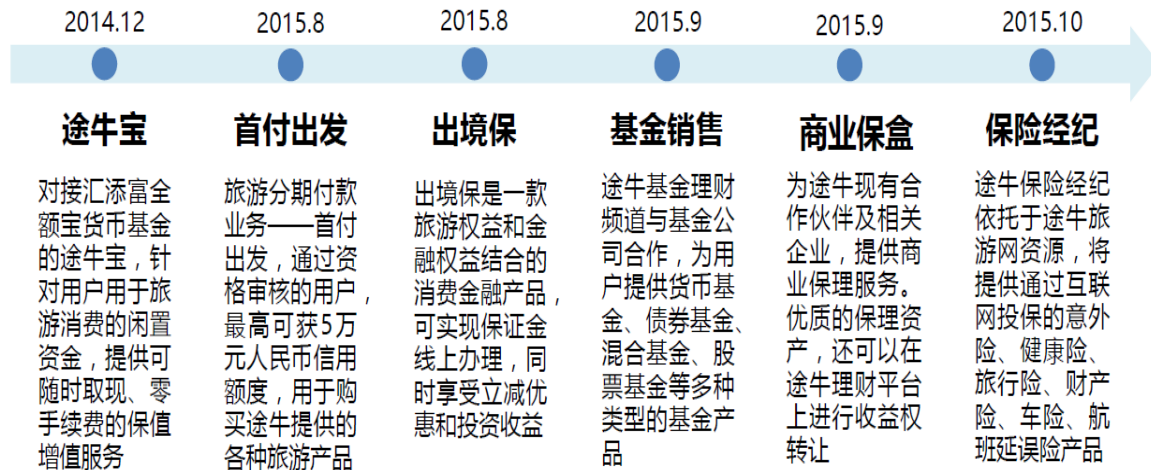 2014.12
2015.8
2015.8
2015.9
2015.9
2015.10
途牛宝
对接汇添富全
额宝货币基金
的途牛宝，针
对用户用于旅
游消费的闲置
资金，提供可
随时取现、零
手续费的保值
增值服务
首付出发
旅游分期付款
业务——首付
出发，通过资
格审核的用户，
最高可获5万
元人民币信用
额度，用于购
买途牛提供的
各种旅游产品
出境保
出境保是一款
旅游权益和金
融权益结合的
消费金融产品，
可实现保证金
线上办理，同
时享受立减优
惠和投资收益
基金销售
途牛基金理财
频道与基金公
司合作，为用
户提供货币基
金、债券基金、
混合基金、股
票基金等多种
类型的基金产
品
商业保盒
为途牛现有合
作伙伴及相关
企业，提供商
业保理服务。
优质的保理资
产，还可以在
途牛理财平台
上进行收益权
转让
保险经纪
途牛保险经纪
依托于途牛旅
游网资源，将
提供通过互联
网投保的意外
险、健康险、
旅行险、财产
险、车险、航
班延误险产品